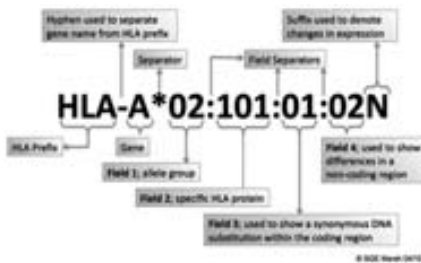 Hyphen used to separate
gene name from HLA prefix
Suffix used to denote
changes in expression
Separator
Field Separators
HLA-A*02:101:01:02N
HLA Prefix
Gene
Field 4; used to show
differences in a
non-coding region
Field 1; allele group
Field 2; specific HLA protein
Field 3; used to show a synonymous DNA
substitution within the coding region
© SGE Marsh